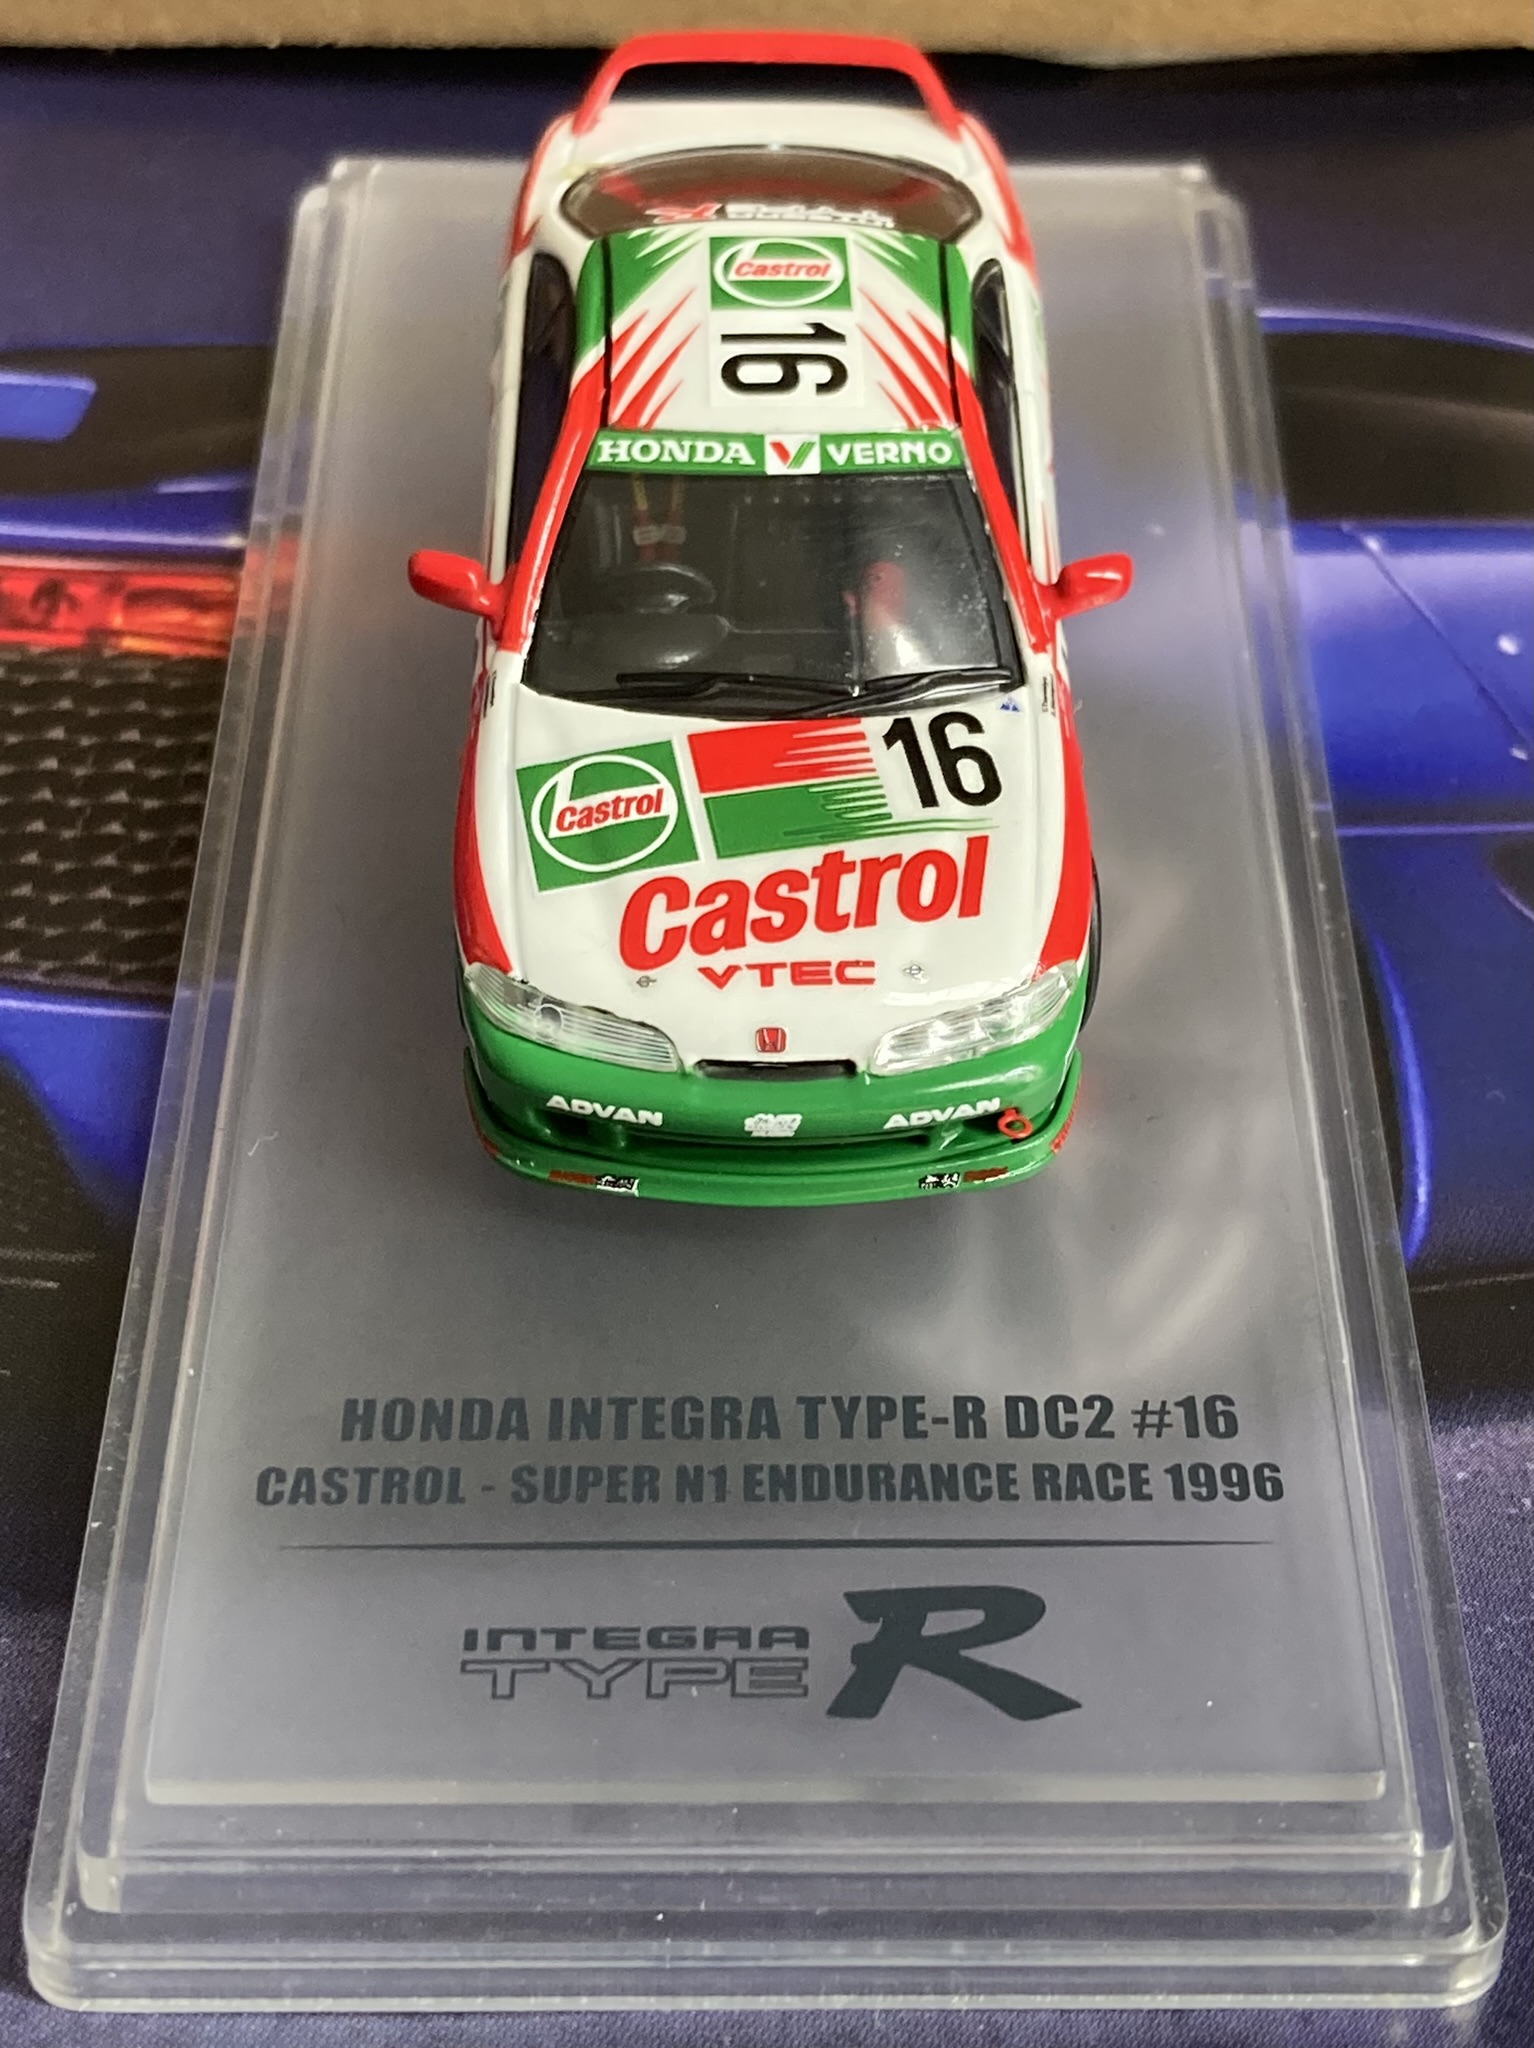 Castrol
16
HONDA VERNO
Castrol
16
Castrol
VTEC
ADVAN ADVAN
HONDA INTEGRA TYPE-R DC2 #16
CASTROL - SUPER N1 ENDURANCE RACE 1996
INTEGRA
TYPE R